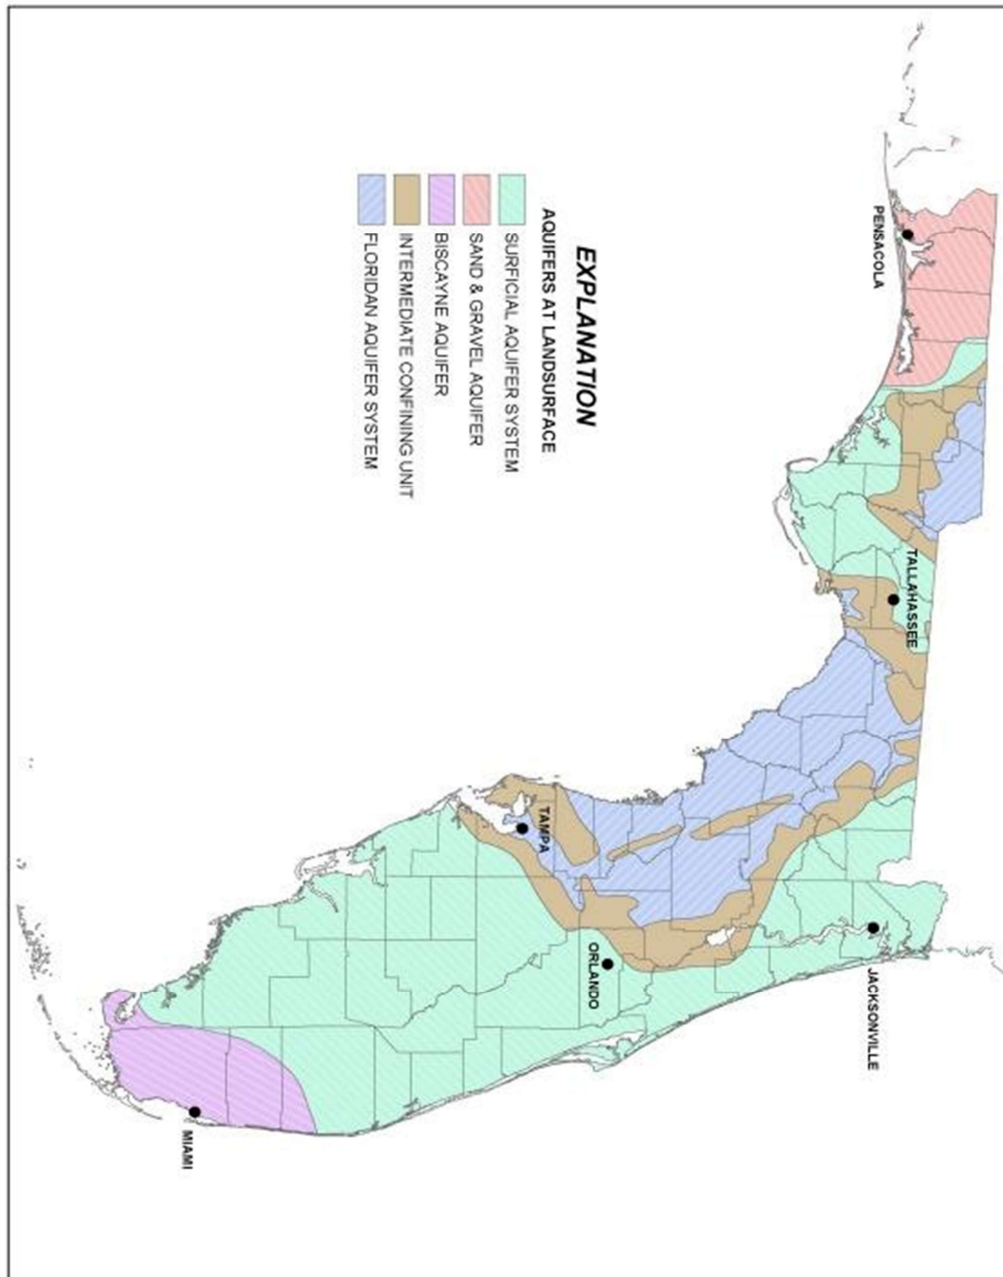 EXPLANATION
AQUIFERS AT LANDSURFACE
SURFICIAL AQUIFER SYSTEM
SAND & GRAVEL AQUIFER
BISCAYNE AQUIFER
INTERMEDIATE CONFINING UNIT
FLORIDAN AQUIFER SYSTEM
PENSACOLA
TALLAHASSEE
JACKSONVILLE
ORLANDO
TAMPA
MIAMI